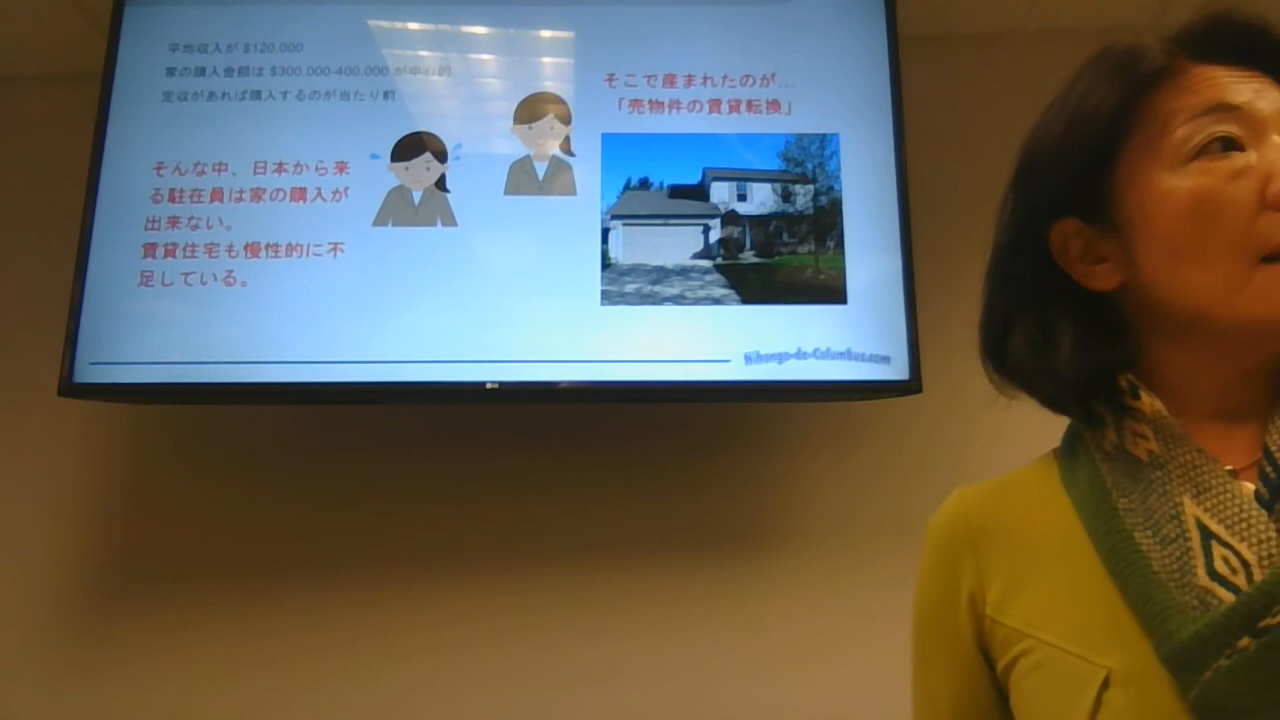 平均収入が $120,000
家の購入金額は $300,000-400,000 が中心的
定収があれば購入するのが当たり前
そんな中、日本から来
る駐在員は家の購入が
出来ない。
賃貸住宅も慢性的に不
足している。
そこで産まれたのが...
「売物件の賃貸転換」
Nihongo-de-Columbus.com